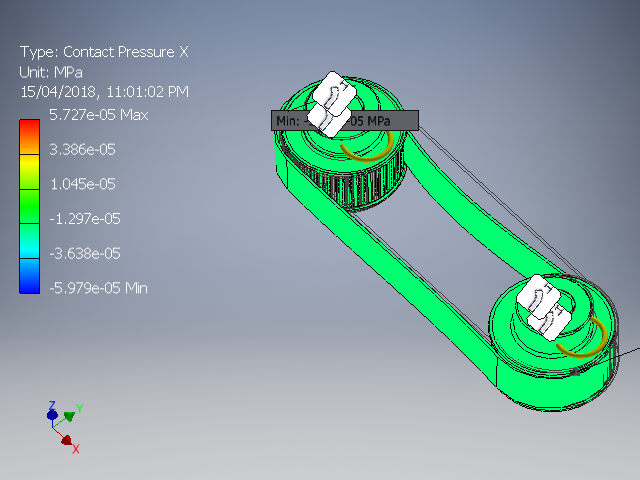 Type: Contact Pressure X
Unit: MPa
15/04/2018, 11:01:02 PM
5.727e-05 Max
3.386e-05
1.045e-05
-1.297e-05
-3.638e-05
-5.979e-05 Min
Min: 05 MPa
Z
Y
X